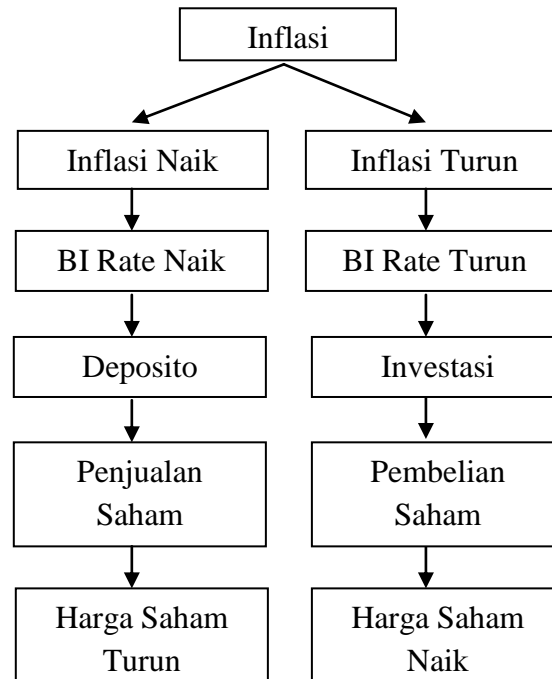 Inflasi
Inflasi Naik
Inflasi Turun
BI Rate Naik
BI Rate Turun
Deposito
Investasi
Penjualan
Saham
Pembelian
Saham
Harga Saham
Turun
Harga Saham
Naik